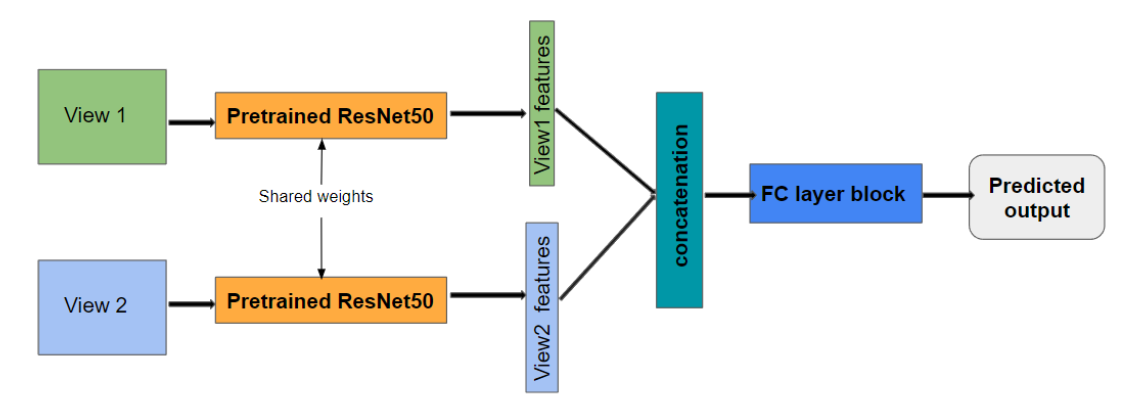 View 1
Pretrained ResNet50
View1 features
Shared weights
View 2
Pretrained ResNet50
View2 features
concatenation
FC layer block
Predicted
output